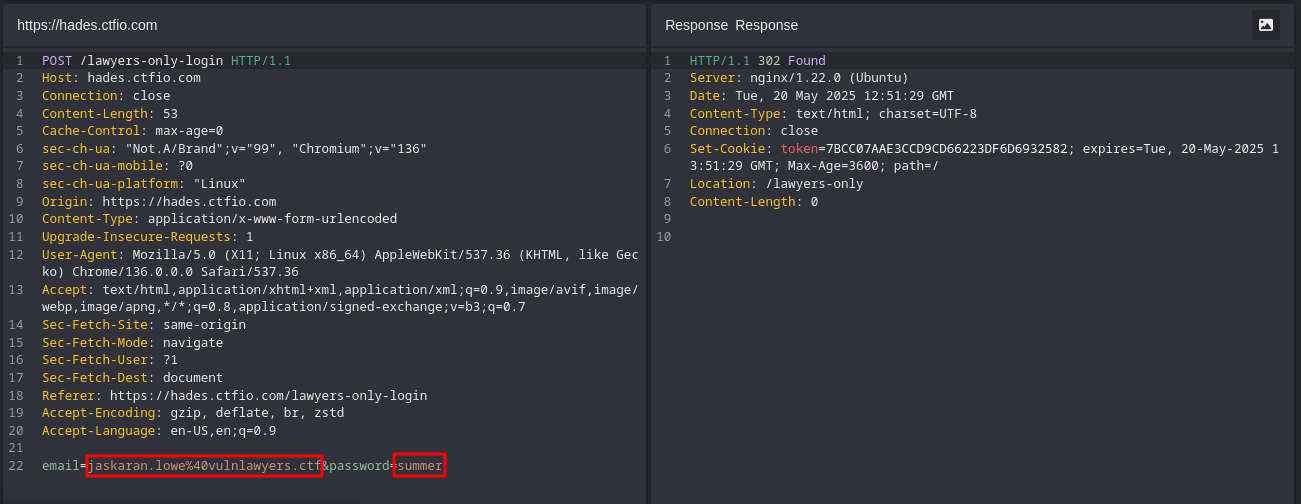 https://hades.ctfio.com
1 POST /lawyers-only-login HTTP/1.1
2 Host: hades.ctfio.com
3 Connection: close
4 Content-Length: 53
5 Cache-Control: max-age=0
6 sec-ch-ua: "Not.A/Brand";v="99", "Chromium";v="136"
7 sec-ch-ua-mobile: ?0
8 sec-ch-ua-platform: "Linux"
9 Origin: https://hades.ctfio.com
10 Content-Type: application/x-www-form-urlencoded
11 Upgrade-Insecure-Requests: 1
12 User-Agent: Mozilla/5.0 (X11; Linux x86_64) AppleWebKit/537.36 (KHTML, like Gec
ko) Chrome/136.0.0.0 Safari/537.36
13 Accept: text/html,application/xhtml+xml,application/xml;q=0.9,image/avif,image/
webp,image/apng,*/*;q=0.8,application/signed-exchange;v=b3;q=0.7
14 Sec-Fetch-Site: same-origin
15 Sec-Fetch-Mode: navigate
16 Sec-Fetch-User: ?1
17 Sec-Fetch-Dest: document
18 Referer: https://hades.ctfio.com/lawyers-only-login
19 Accept-Encoding: gzip, deflate, br, zstd
20 Accept-Language: en-US,en;q=0.9
21
22 email=jaskaran.lowe%40vulnlawyers.ctf&password=summer
Response Response
1 HTTP/1.1 302 Found
2 Server: nginx/1.22.0 (Ubuntu)
3 Date: Tue, 20 May 2025 12:51:29 GMT
4 Content-Type: text/html; charset=UTF-8
5 Connection: close
6 Set-Cookie: token=7BCC07AAE3CCD9CD66223DF6D6932582; expires=Tue, 20-May-2025 1
3:51:29 GMT; Max-Age=3600; path=/
7 Location: /lawyers-only
8 Content-Length: 0
9
10